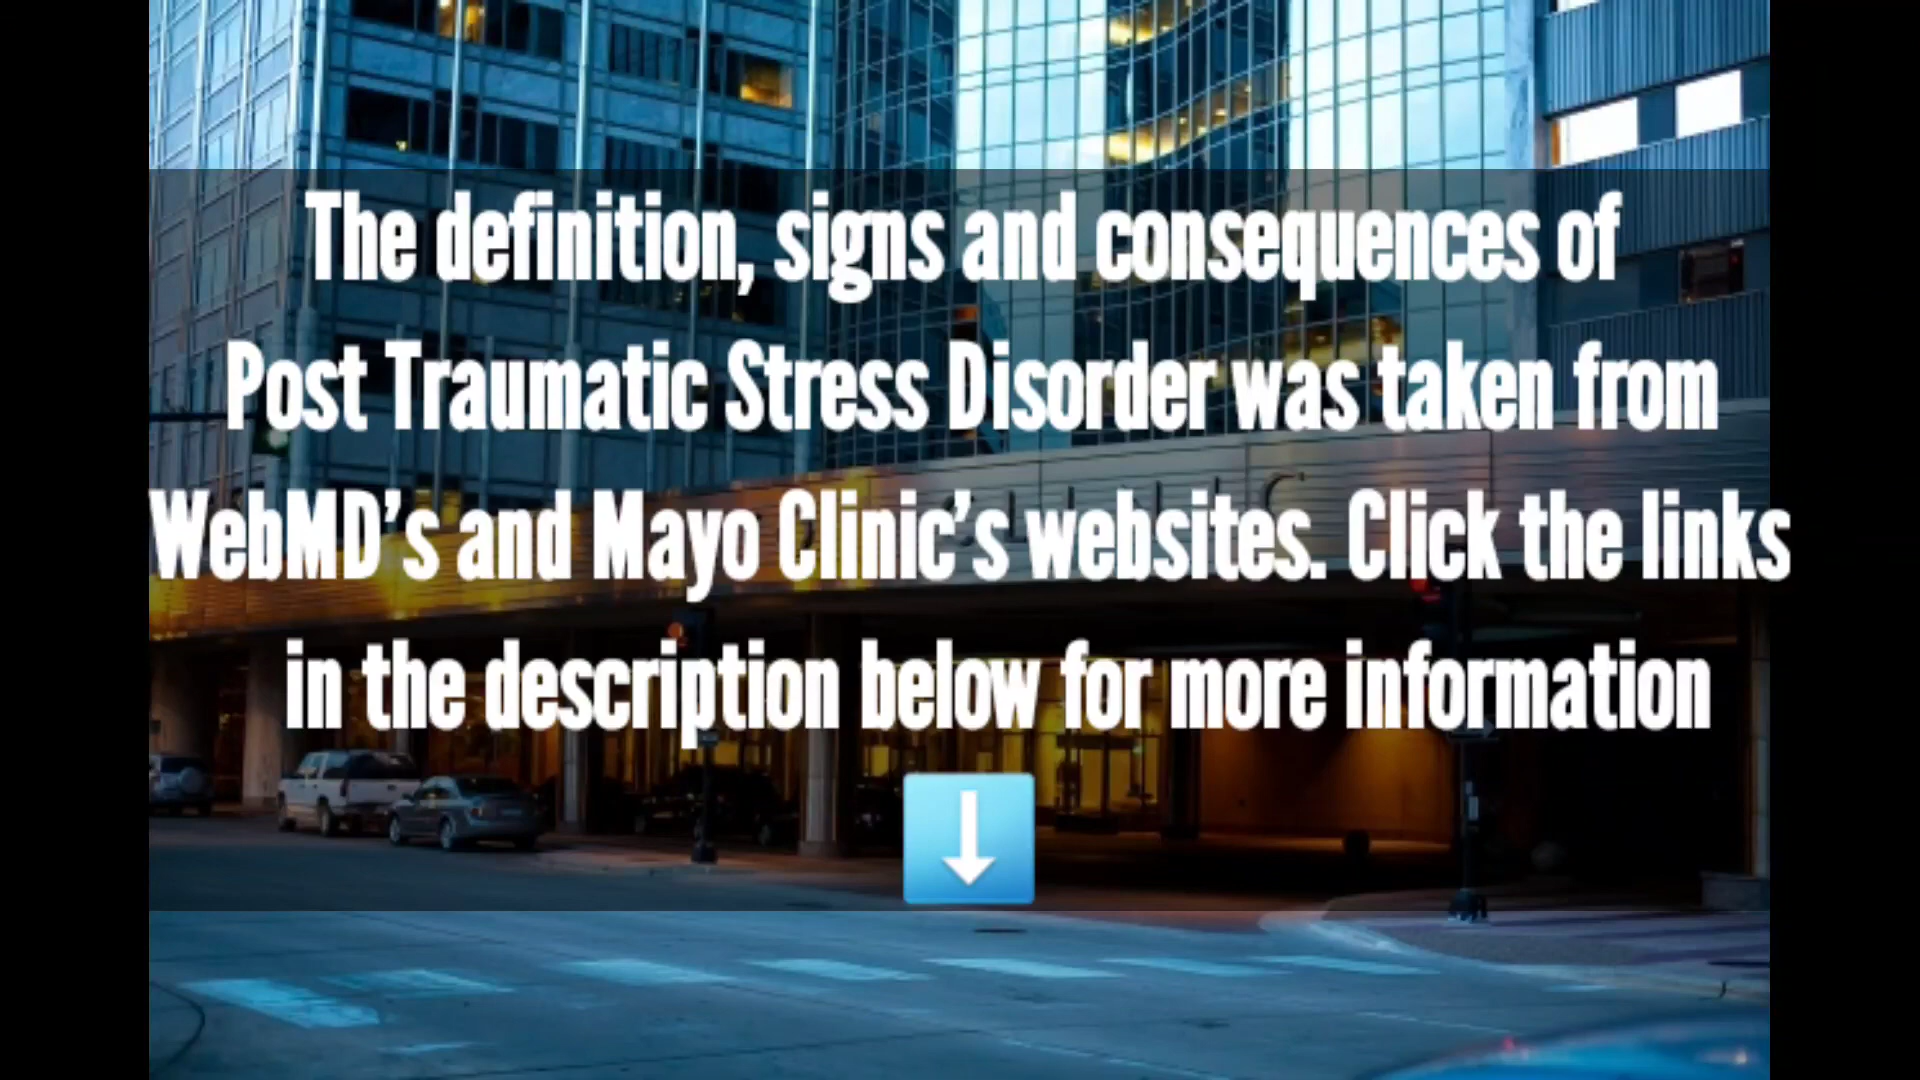 The definition, signs and consequences of
Post Traumatic Stress Disorder was taken from
WebMD's and Mayo Clinic's websites. Click the links
in the description below for more information